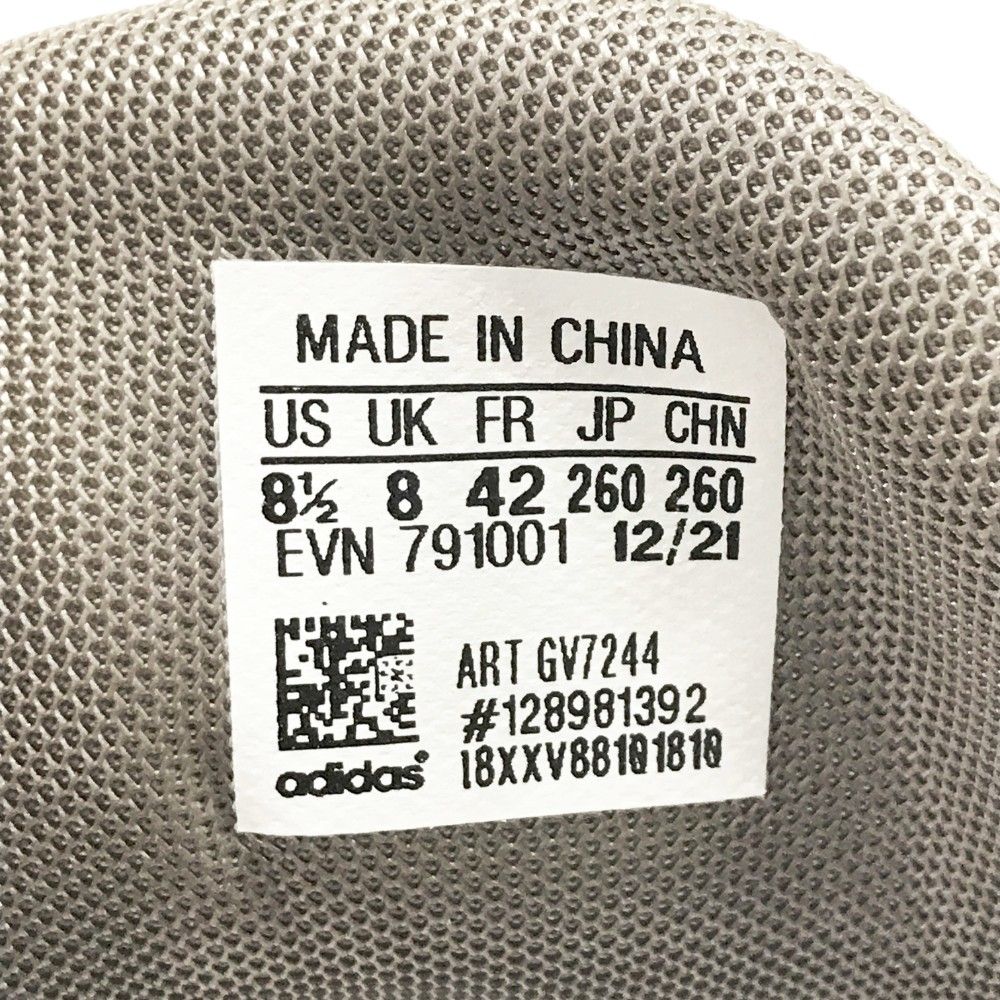 MADE IN CHINA
US UK FR JP CHN
8½ 8 42 260 260
EVN 791001 12/21
ART GV7244
#128981392
adidas® 18XXV88101810